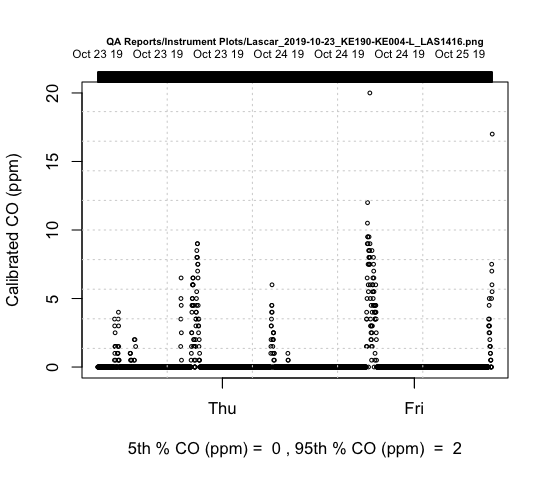 QA Reports/Instrument Plots/Lascar_2019-10-23_KE190-KE004-L_LAS1416.png
Oct 23 19 Oct 23 19 Oct 23 19 Oct 24 19 Oct 24 19 Oct 24 19 Oct 25 19
Calibrated CO (ppm)
20
15
10
5
0
Thu Fri
5th % CO (ppm) = 0 , 95th % CO (ppm) = 2